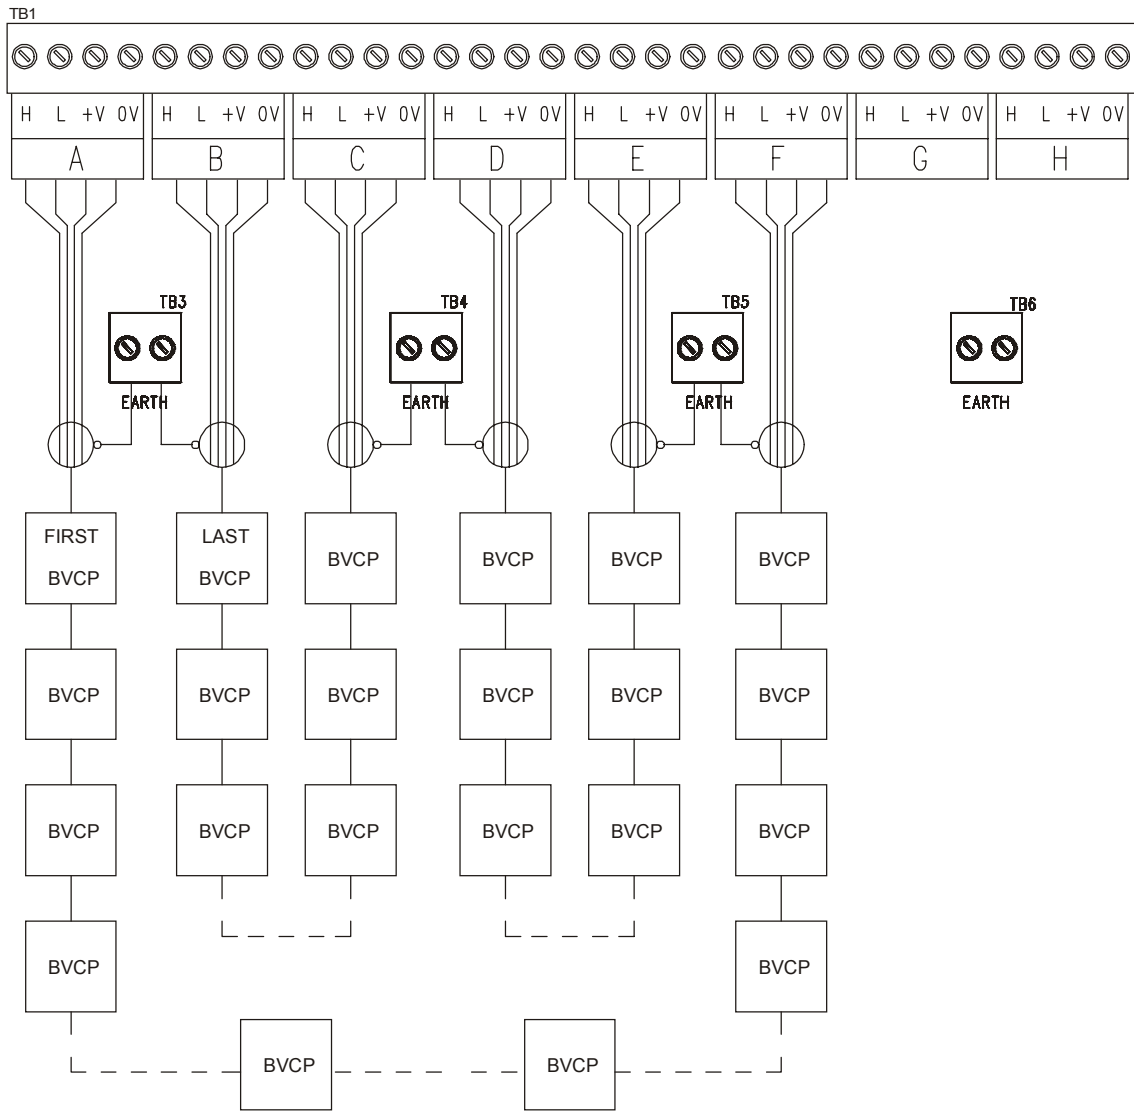 TB1
H L +V 0V H L +V 0V H L +V 0V H L +V 0V H L +V 0V H L +V 0V H L +V 0V H L +V 0V
A B C D E F G H
TB3 TB4 TB5 TB6
EARTH EARTH EARTH EARTH
FIRST LAST
BVCP BVCP BVCP BVCP BVCP BVCP
BVCP BVCP BVCP BVCP BVCP BVCP
BVCP BVCP BVCP BVCP BVCP BVCP
BVCP BVCP
BVCP BVCP